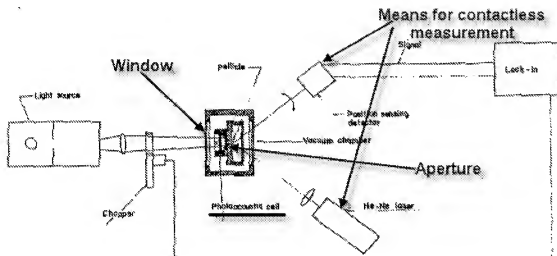 Means for contactless
measurement
Signal
Window
pellicle
Lock-in
Light source
Position sensing
detector
Vacuum chamber
Aperture
Chopper
Photoacoustic cell
He-Ne laser